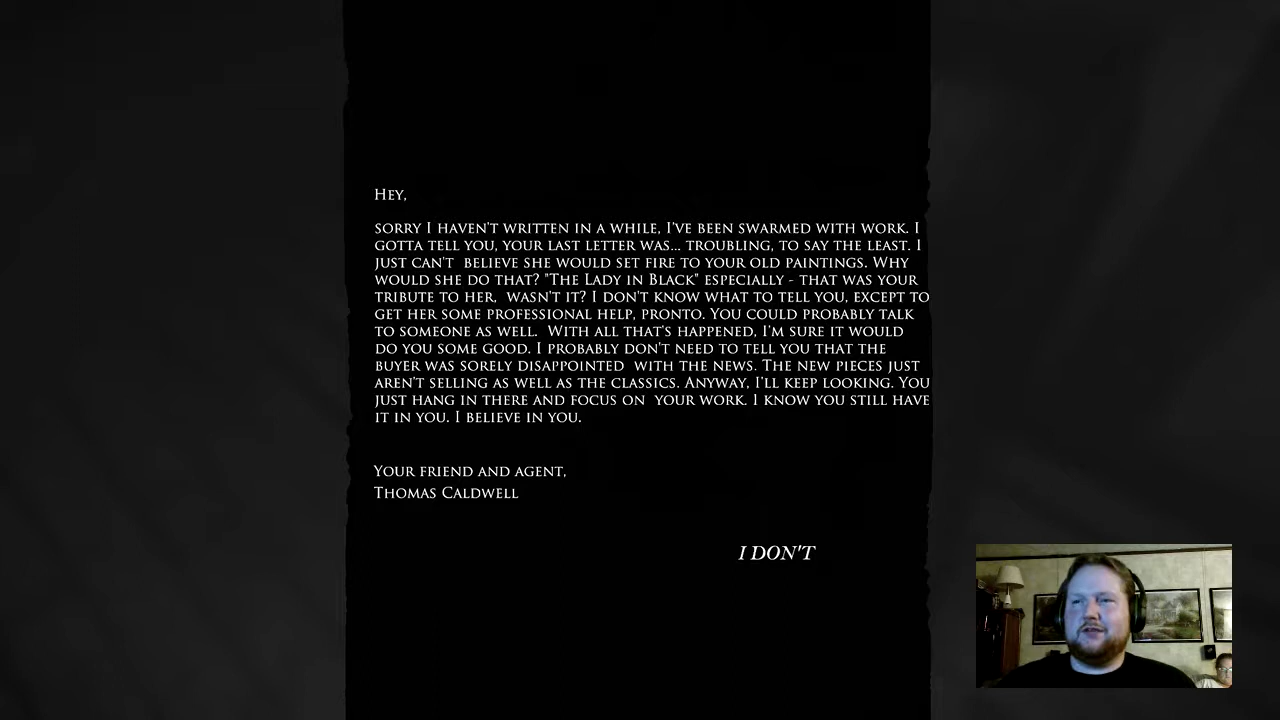 Hey,
sorry I haven't written in a while, I've been swarmed with work. I
gotta tell you, your last letter was... troubling, to say the least. I
just can't  believe she would set fire to your old paintings. Why
would she do that? "The Lady in Black" especially - that was your
tribute to her,  wasn't it? I don't know what to tell you, except to
get her some professional help, pronto. You could probably talk
to someone as well.  With all that's happened, I'm sure it would
do you some good. I probably don't need to tell you that the
buyer was sorely disappointed  with the news. The new pieces just
aren't selling as well as the classics. Anyway, I'll keep looking. You
just hang in there and focus on  your work. I know you still have
it in you. I believe in you.
Your friend and agent,
Thomas Caldwell
I DON'T